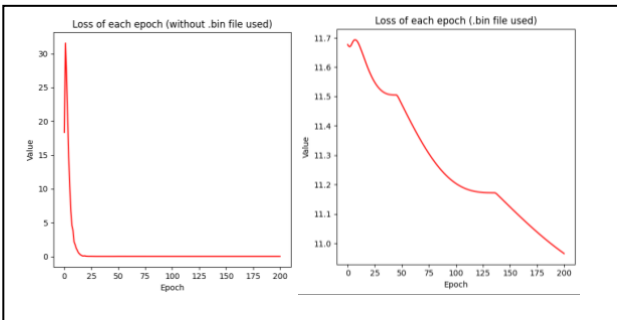 Loss of each epoch (without .bin file used)
30
25
20
15
10
5
0
Value
0 25 50 75 100 125 150 175 200
Epoch
Loss of each epoch (.bin file used)
11.7
11.6
11.5
11.4
11.3
11.2
11.1
11.0
Value
0 25 50 75 100 125 150 175 200
Epoch